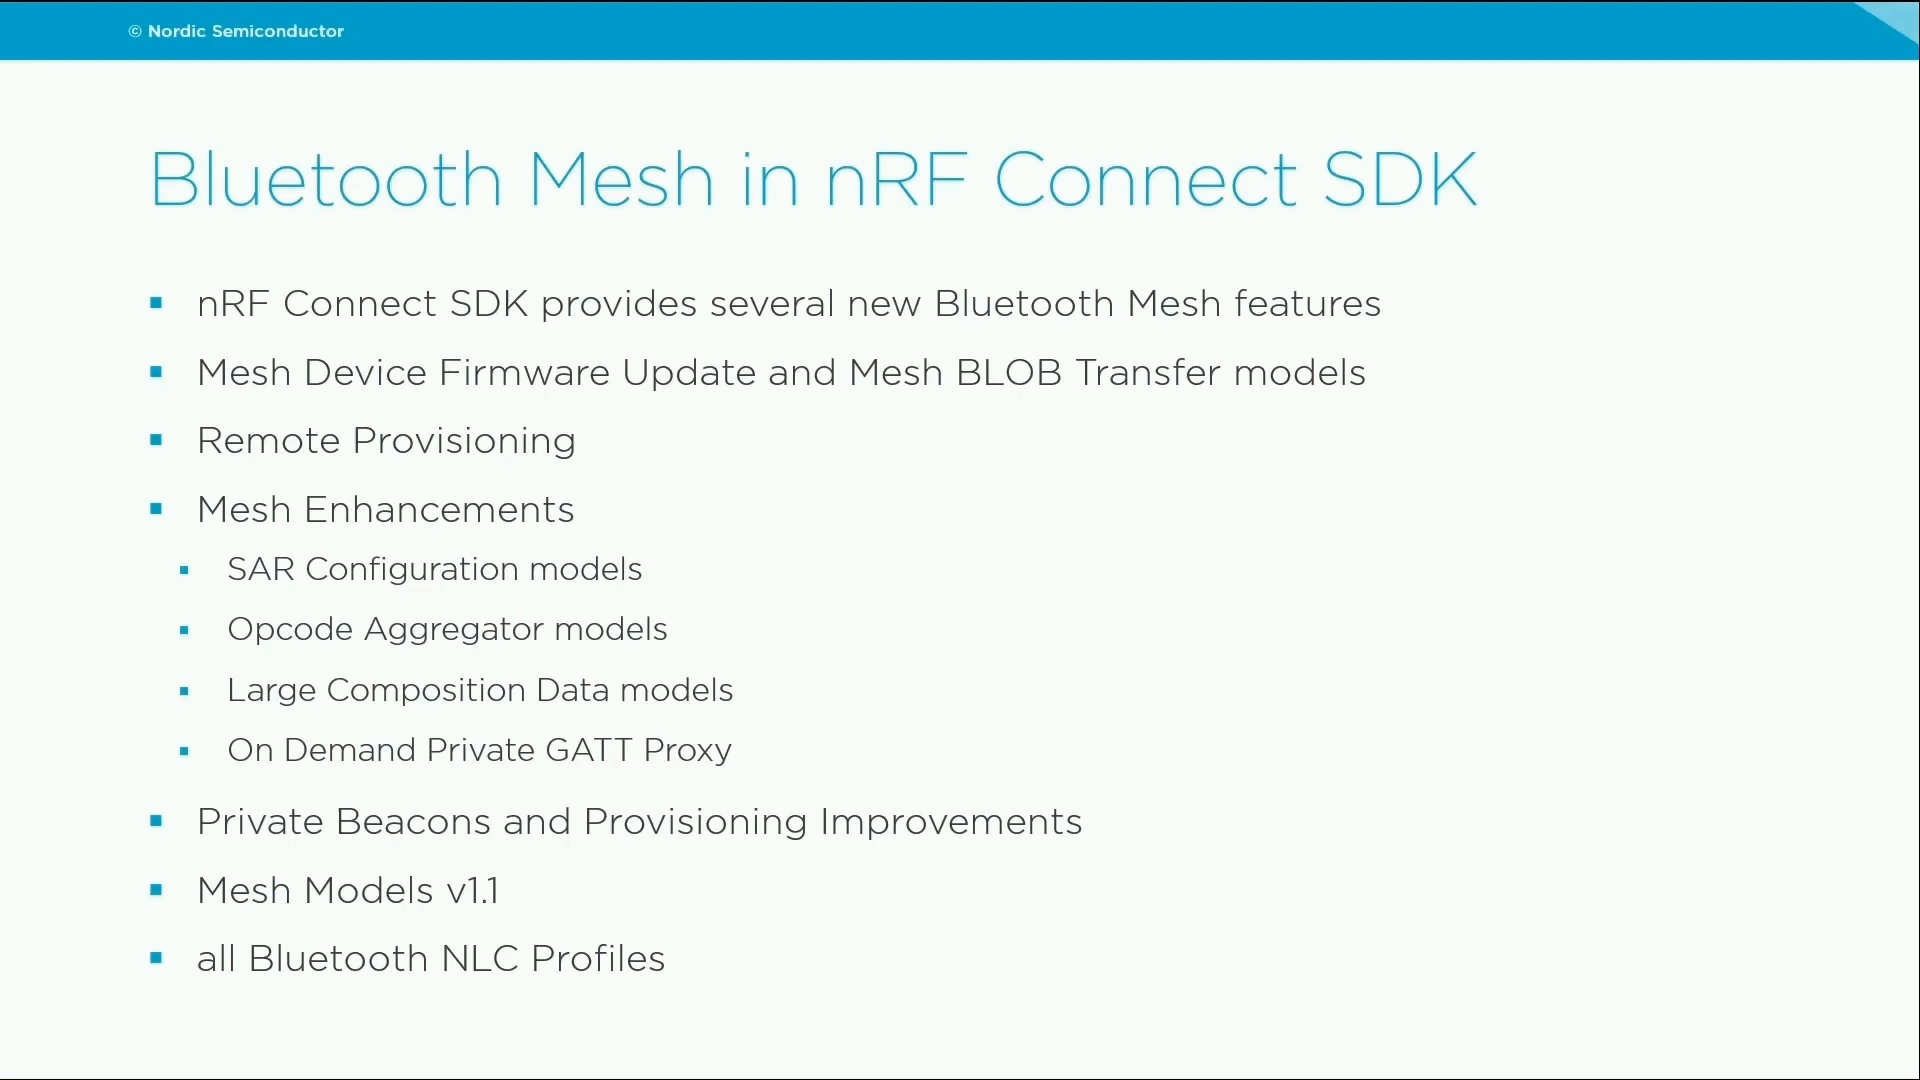 © Nordic Semiconductor
Bluetooth Mesh in nRF Connect SDK
nRF Connect SDK provides several new Bluetooth Mesh features
Mesh Device Firmware Update and Mesh BLOB Transfer models
Remote Provisioning
Mesh Enhancements
SAR Configuration models
Opcode Aggregator models
Large Composition Data models
On Demand Private GATT Proxy
Private Beacons and Provisioning Improvements
Mesh Models v1.1
all Bluetooth NLC Profiles